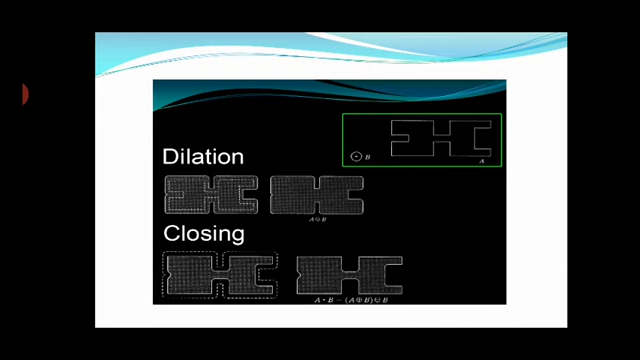 B
A
Dilation
A ⊕ B
Closing
A • B = (A ⊕ B) ⊖ B